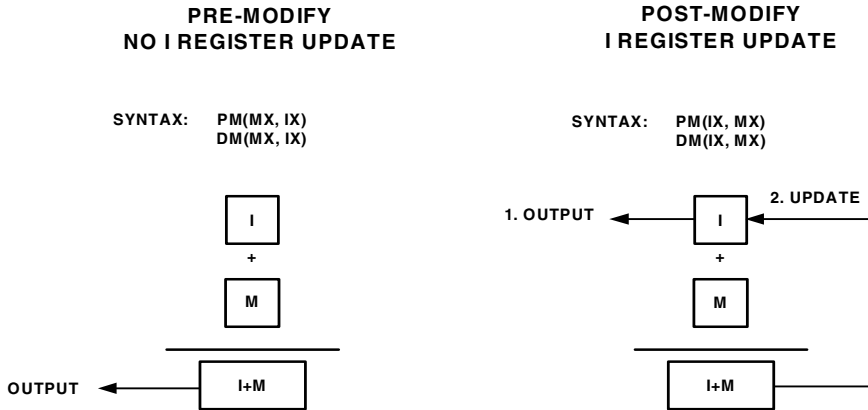 PRE-MODIFY
NO I REGISTER UPDATE
SYNTAX: PM(MX, IX)
DM(MX, IX)
I
+
M
I+M
OUTPUT
POST-MODIFY
I REGISTER UPDATE
SYNTAX: PM(IX, MX)
DM(IX, MX)
1. OUTPUT
I
2. UPDATE
+
M
I+M